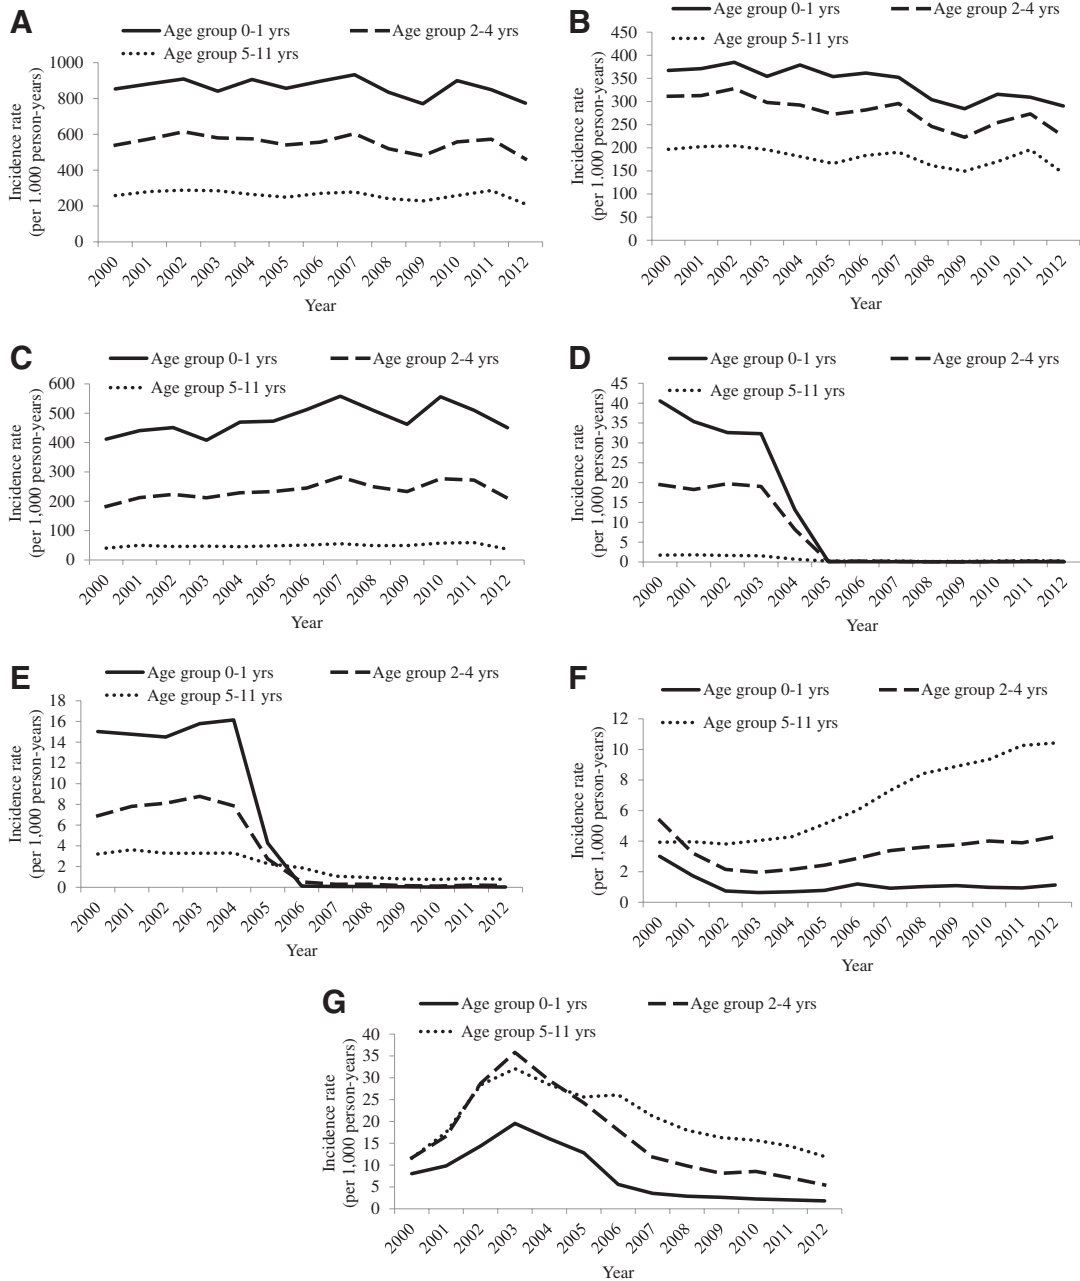 A
Age group 0-1 yrs
Age group 2-4 yrs
Age group 5-11 yrs
Incidence rate
(per 1.000 person-years)
1000
800
600
400
200
0
2000 2001 2002 2003 2004 2005 2006 2007 2008 2009 2010 2011 2012
Year
B
Age group 0-1 yrs
Age group 2-4 yrs
Age group 5-11 yrs
Incidence rate
(per 1.000 person-years)
450
400
350
300
250
200
150
100
50
0
2000 2001 2002 2003 2004 2005 2006 2007 2008 2009 2010 2011 2012
Year
C
Age group 0-1 yrs
Age group 2-4 yrs
Age group 5-11 yrs
Incidence rate
(per 1,000 person-years)
600
500
400
300
200
100
0
2000 2001 2002 2003 2004 2005 2006 2007 2008 2009 2010 2011 2012
Year
D
Age group 0-1 yrs
Age group 2-4 yrs
Age group 5-11 yrs
Incidence rate
(per 1,000 person-years)
45
40
35
30
25
20
15
10
5
0
2000 2001 2002 2003 2004 2005 2006 2007 2008 2009 2010 2011 2012
Year
E
Age group 0-1 yrs
Age group 2-4 yrs
Age group 5-11 yrs
Incidence rate
(per 1,000 person-years)
18
16
14
12
10
8
6
4
2
0
2000 2001 2002 2003 2004 2005 2006 2007 2008 2009 2010 2011 2012
Year
F
Age group 0-1 yrs
Age group 2-4 yrs
Age group 5-11 yrs
Incidence rate
(per 1,000 person-years)
12
10
8
6
4
2
0
2000 2001 2002 2003 2004 2005 2006 2007 2008 2009 2010 2011 2012
Year
G
Age group 0-1 yrs
Age group 2-4 yrs
Age group 5-11 yrs
Incidence rate
(per 1,000 person-years)
40
35
30
25
20
15
10
5
0
2000 2001 2002 2003 2004 2005 2006 2007 2008 2009 2010 2011 2012
Year